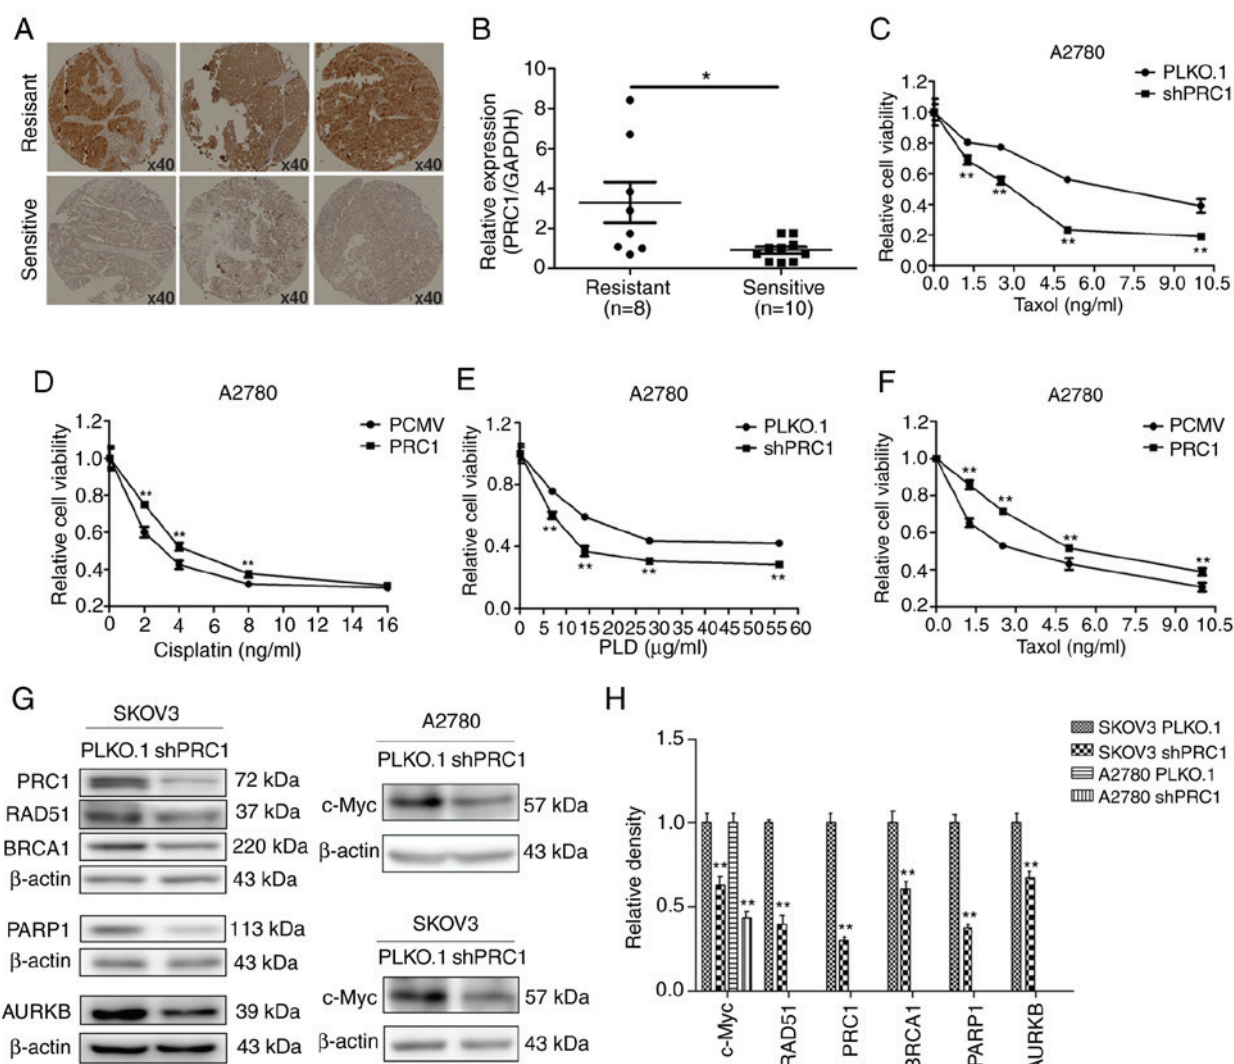 A
Resisant
x40
x40
x40
Sensitive
x40
x40
x40
B
Relative expression
(PRC1/GAPDH)
10
8
6
4
2
0
*
Resistant
(n=8)
Sensitive
(n=10)
C
A2780
PLKO.1
shPRC1
Relative cell viability
1.2
1.0
0.8
0.6
0.4
0.2
0.0
** ** ** **
0.0 1.5 3.0 4.5 6.0 7.5 9.0 10.5
Taxol (ng/ml)
D
A2780
PCMV
PRC1
Relative cell viability
1.2
1.0
0.8
0.6
0.4
0.2
** ** **
0 2 4 6 8 10 12 14 16
Cisplatin (ng/ml)
E
A2780
PLKO.1
shPRC1
Relative cell viability
1.2
0.8
0.4
0.0
** ** ** **
0 5 10 15 20 25 30 35 40 45 50 55 60
PLD (μg/ml)
F
A2780
PCMV
PRC1
Relative cell viability
1.2
1.0
0.8
0.6
0.4
0.2
** ** ** **
0.0 1.5 3.0 4.5 6.0 7.5 9.0 10.5
Taxol (ng/ml)
G
SKOV3
PLKO.1 shPRC1
PRC1 72 kDa
RAD51 37 kDa
BRCA1 220 kDa
β-actin 43 kDa
PARP1 113 kDa
β-actin 43 kDa
AURKB 39 kDa
β-actin 43 kDa
A2780
PLKO.1 shPRC1
c-Myc 57 kDa
β-actin 43 kDa
SKOV3
PLKO.1 shPRC1
c-Myc 57 kDa
β-actin 43 kDa
H
SKOV3 PLKO.1
SKOV3 shPRC1
A2780 PLKO.1
A2780 shPRC1
Relative density
1.5
1.0
0.5
0
** ** ** ** ** ** **
c-Myc
RAD51
PRC1
BRCA1
PARP1
AURKB